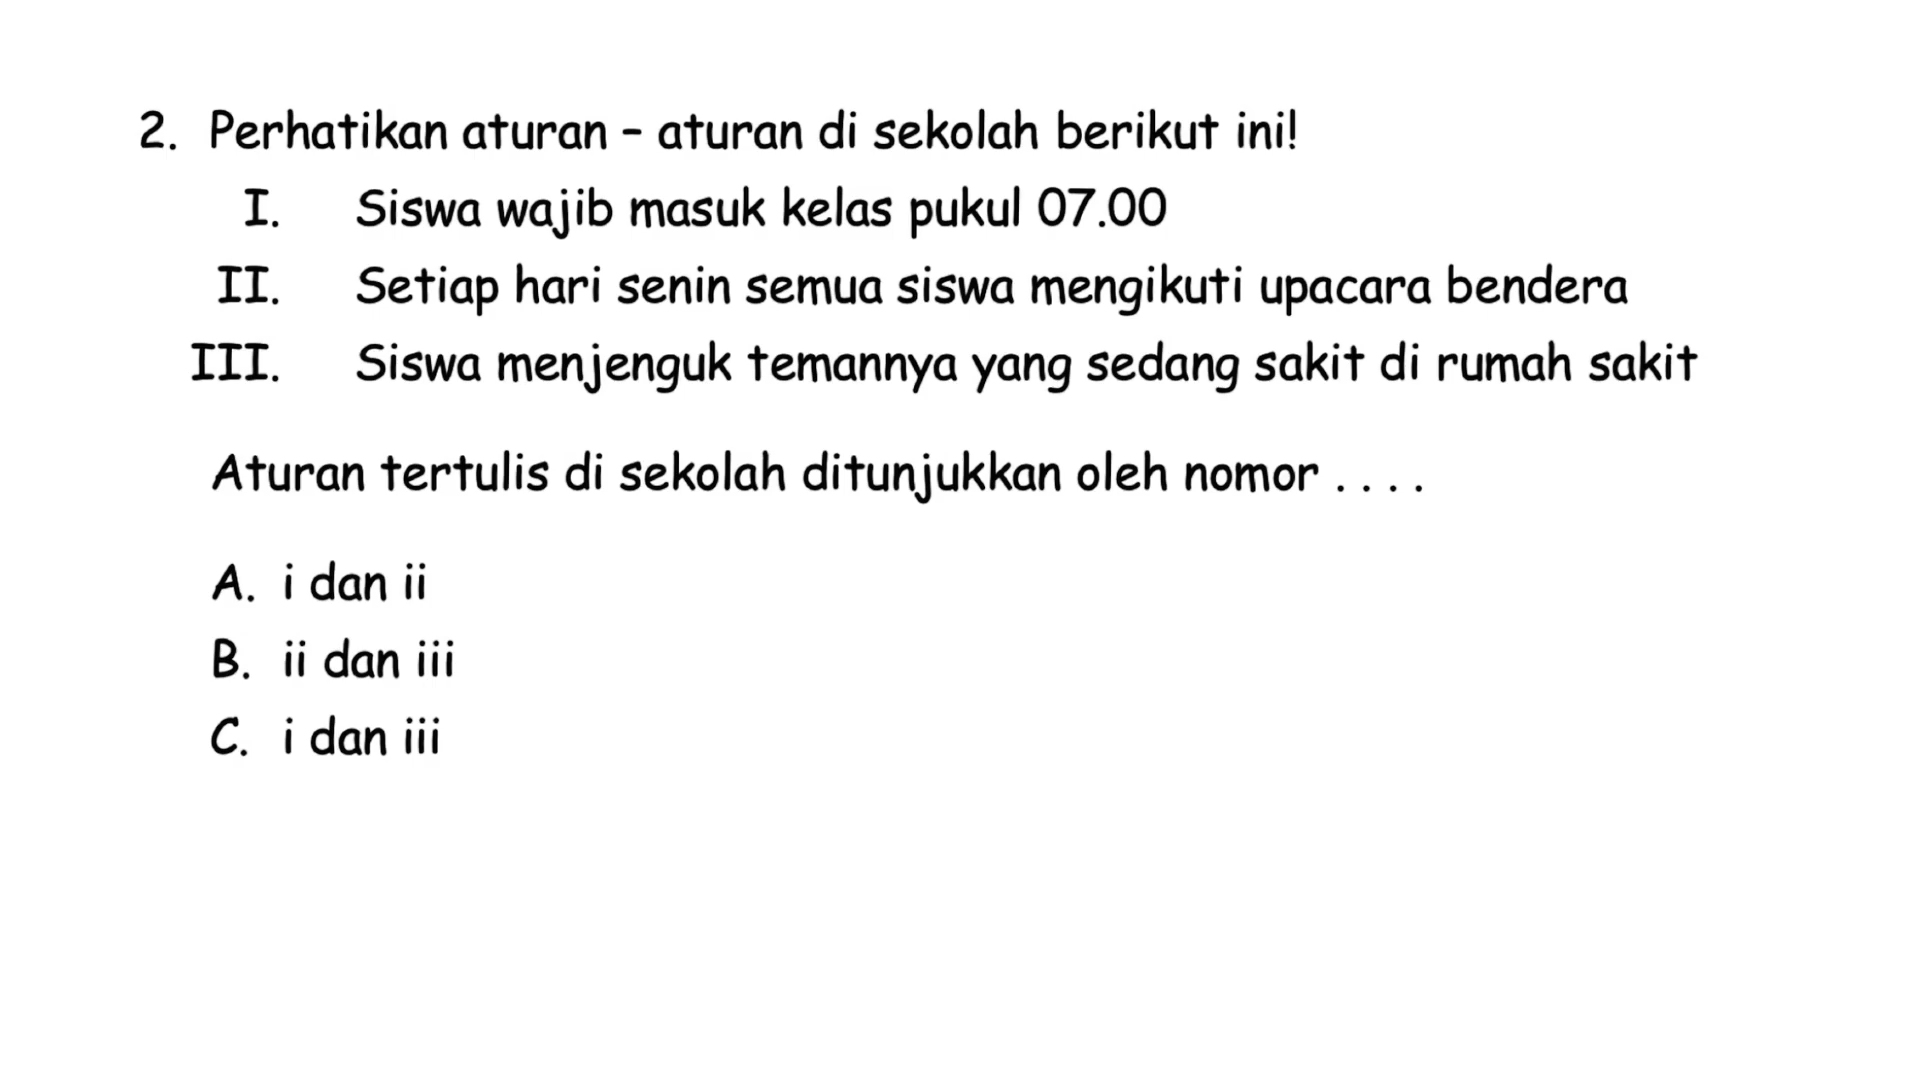 2. Perhatikan aturan – aturan di sekolah berikut ini!
I. Siswa wajib masuk kelas pukul 07.00
II. Setiap hari senin semua siswa mengikuti upacara bendera
III. Siswa menjenguk temannya yang sedang sakit di rumah sakit
Aturan tertulis di sekolah ditunjukkan oleh nomor . . . .
A. i dan ii
B. ii dan iii
C. i dan iii